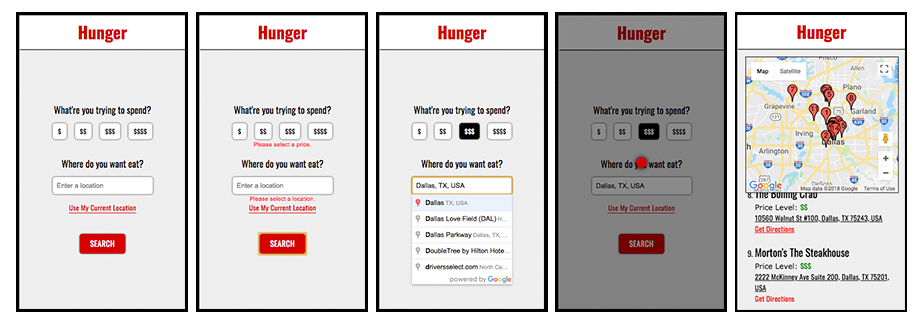 Hunger
What're you trying to spend?
$ $$ $$$ $$$$
Where do you want eat?
Enter a location
Use My Current Location
SEARCH
Hunger
What're you trying to spend?
$ $$ $$$ $$$$
Please select a price.
Where do you want eat?
Enter a location
Please select a location.
Use My Current Location
SEARCH
Hunger
What're you trying to spend?
$ $$ $$$ $$$$
Where do you want eat?
Dallas, TX, USA
Dallas TX, USA
Dallas Love Field (DAL) H...
Dallas Parkway Dallas, TX, ...
DoubleTree by Hilton Hote...
driversselect.com North Ce...
powered by Google
Hunger
What're you trying to spend?
$ $$ $$$ $$$$
Where do you want eat?
Dallas, TX, USA
Use My Current Location
SEARCH
Hunger
Map Satellite
Frisco
Allen
Plano
Grapevine
Garland
Irving
Dallas
Arlington
Mesquite
Google
Map data ©2018 Google Terms of Use
8. The Boiling Crab
Price Level: $$
10560 Walnut St #100, Dallas, TX 75243, USA
Get Directions
9. Morton's The Steakhouse
Price Level: $$$
2222 McKinney Ave Suite 200, Dallas, TX 75201,
USA
Get Directions